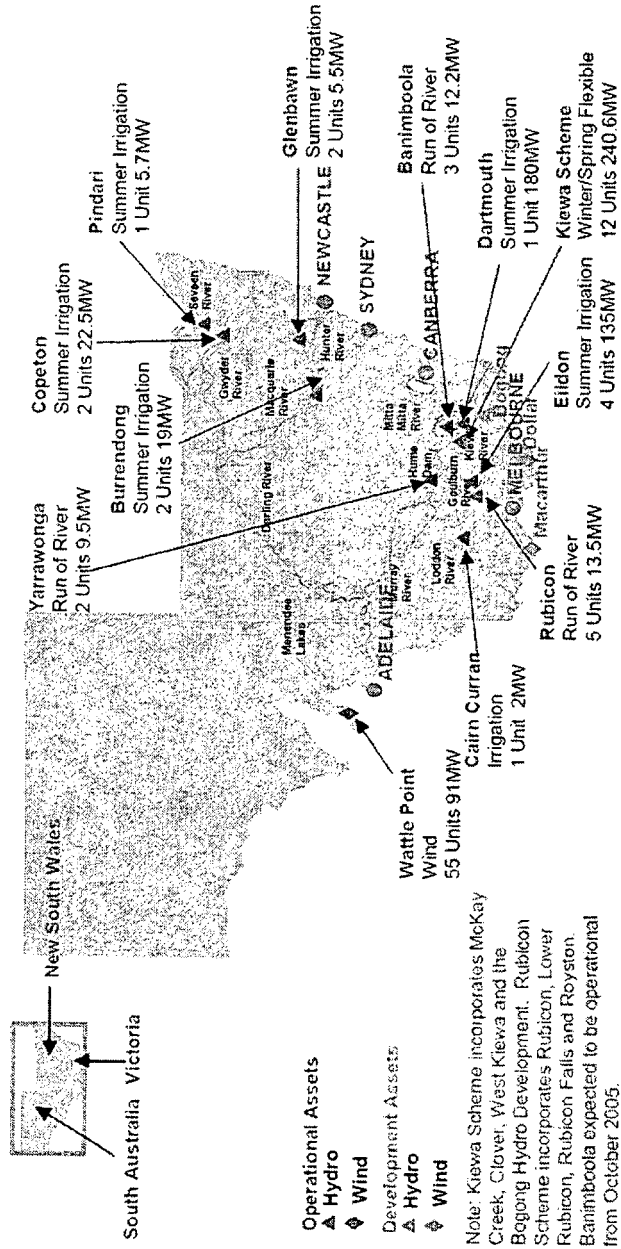 New South Wales
South Australia
Victoria
Operational Assets
Hydro
Wind
Development Assets
Hydro
Wind
Note: Kiewa Scheme incorporates McKay
Creek, Clover, West Kiewa and the
Bogong Hydro Development. Rubicon
Scheme incorporates Rubicon, Lower
Rubicon, Rubicon Falls and Royston.
Banimboola expected to be operational
from October 2005.
Yarrawonga
Run of River
2 Units 9.5MW
Copeton
Summer Irrigation
2 Units 22.5MW
Pindari
Summer Irrigation
1 Unit 5.7MW
Burrendong
Summer Irrigation
2 Units 19MW
Glenbawn
Summer Irrigation
2 Units 5.5MW
Banimboola
Run of River
3 Units 12.2MW
Dartmouth
Summer Irrigation
1 Unit 180MW
Kiewa Scheme
Winter/Spring Flexible
12 Units 240.6MW
Eildon
Summer Irrigation
4 Units 135MW
Rubicon
Run of River
5 Units 13.5MW
Cairn Curran
Irrigation
1 Unit 2MW
Wattle Point
Wind
55 Units 91MW
Menindee
Lakes
Darling River
Severn
River
Gwyder
River
Macquarie
River
Hunter
River
NEWCASTLE
SYDNEY
CANBERRA
Mitta
Mitta
River
Hume
Dam
Kiewa
River
Goulburn
River
Loddon
River
Murray
River
ADELAIDE
MELBOURNE
Dollar
Macarthur